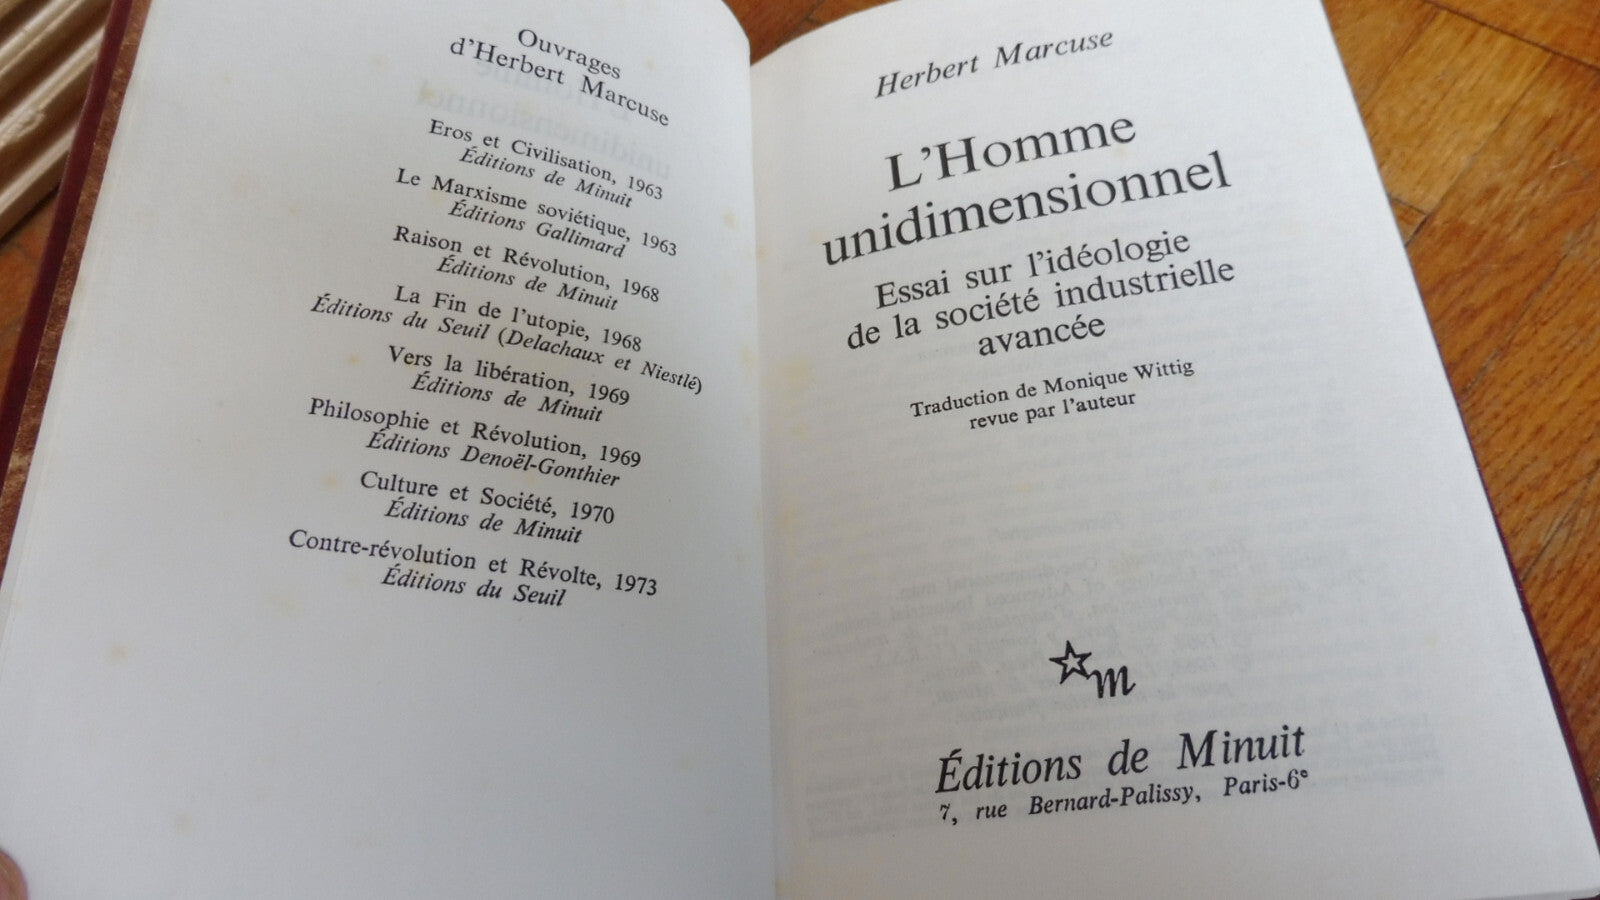 Ouvrages
d'Herbert Marcuse
Eros et Civilisation, 1963
Éditions de Minuit
Le Marxisme soviétique, 1963
Éditions Gallimard
Raison et Révolution, 1968
Éditions de Minuit
La Fin de l'utopie, 1968
Éditions du Seuil (Delachaux et Niestlé)
Vers la libération, 1969
Éditions de Minuit
Philosophie et Révolution, 1969
Éditions Denoël-Gonthier
Culture et Société, 1970
Éditions de Minuit
Contre-révolution et Révolte, 1973
Éditions du Seuil
Herbert Marcuse
L'Homme
unidimensionnel
Essai sur l'idéologie
de la société industrielle
avancée
Traduction de Monique Wittig
revue par l'auteur
m
Éditions de Minuit
7, rue Bernard-Palissy, Paris-6e